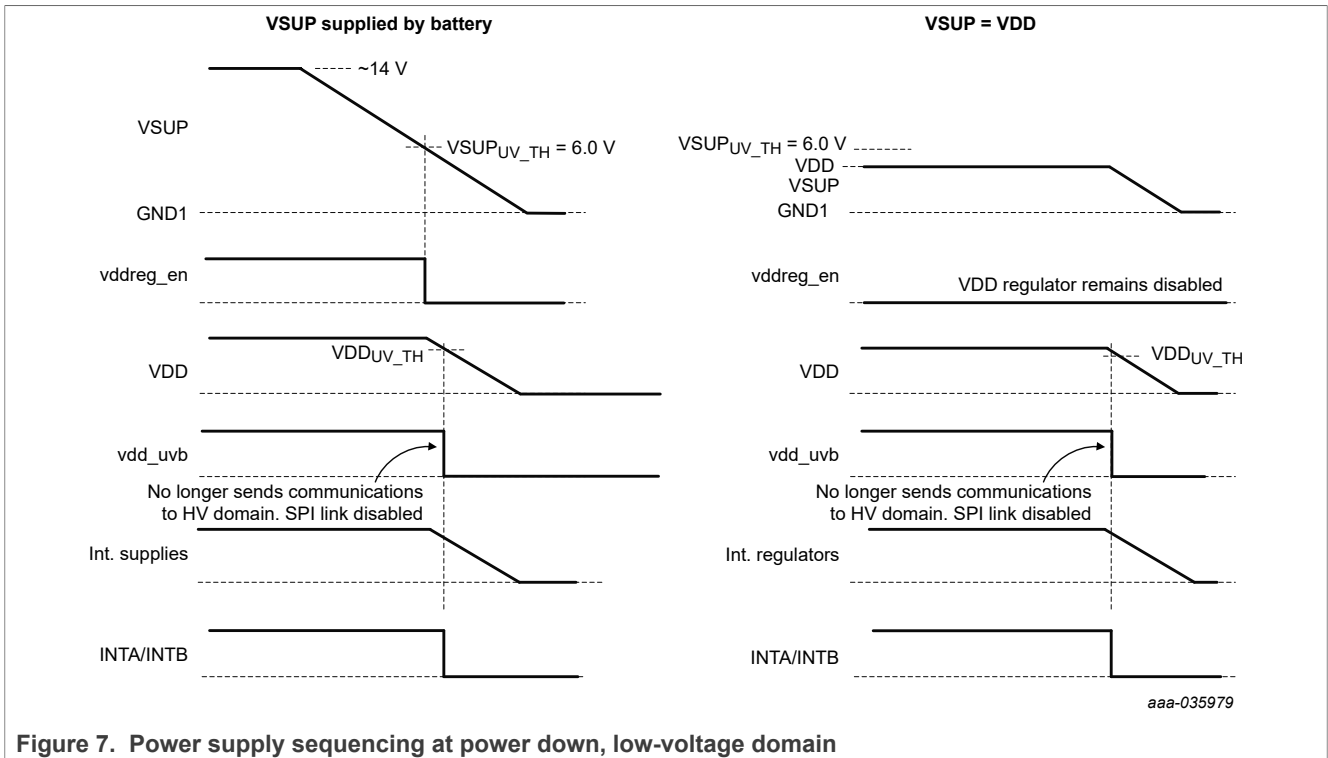 VSUP supplied by battery
~14 V
VSUP
VSUPUV_TH = 6.0 V
GND1
vddreg_en
VDDUV_TH
VDD
vdd_uvb
No longer sends communications
to HV domain. SPI link disabled
Int. supplies
INTA/INTB
VSUP = VDD
VSUPUV_TH = 6.0 V
VDD
VSUP
GND1
vddreg_en
VDD regulator remains disabled
VDDUV_TH
VDD
vdd_uvb
No longer sends communications
to HV domain. SPI link disabled
Int. regulators
INTA/INTB
aaa-035979
Figure 7. Power supply sequencing at power down, low-voltage domain